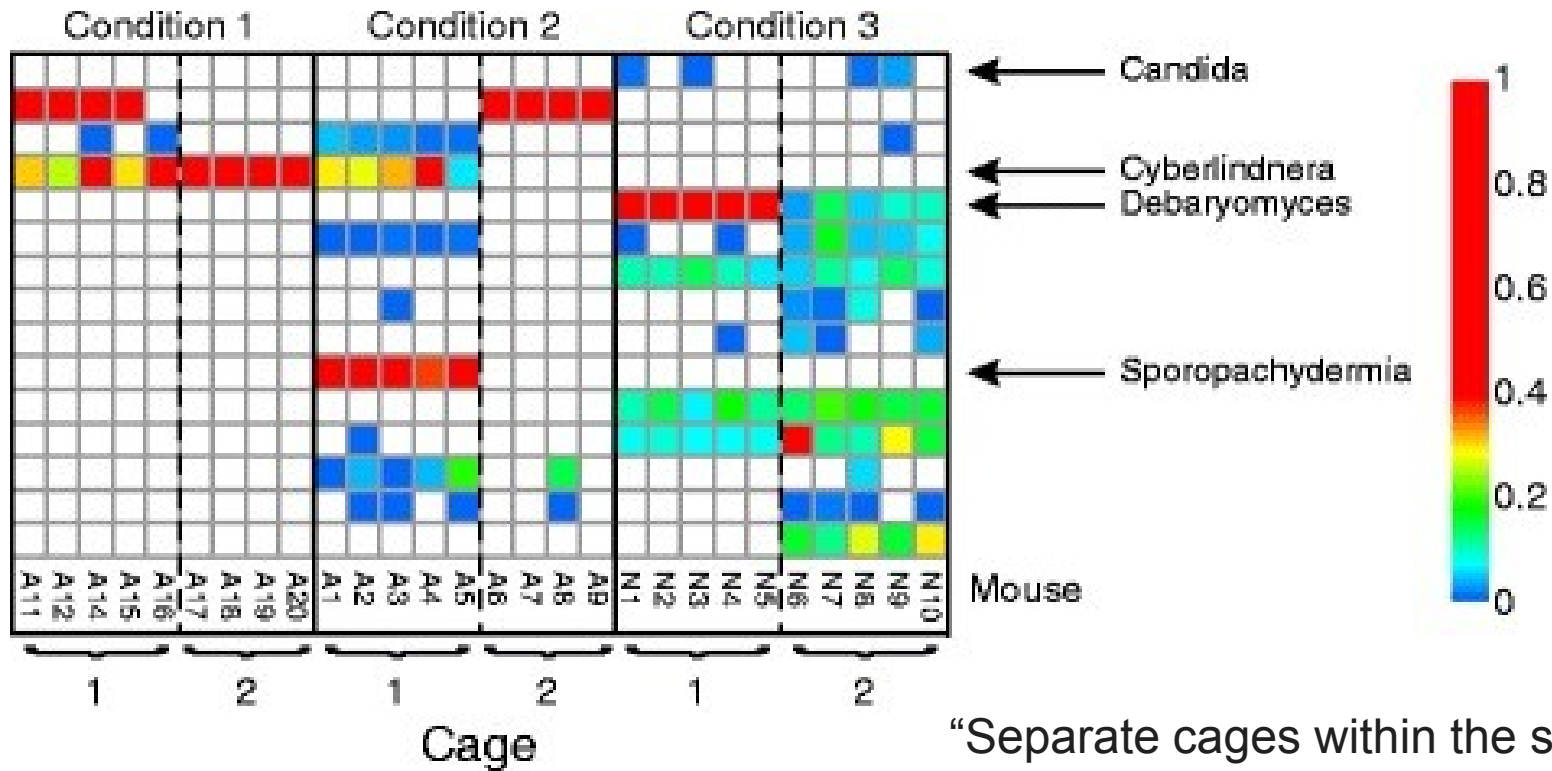 Condition 1 Condition 2 Condition 3
Candida
Cyberlindnera
Debaryomyces
Sporopachydermia
1
0.8
0.6
0.4
0.2
0
A11 A12 A14 A15 A16 A17 A18 A19 A20 A1 A2 A3 A4 A5 A6 A7 A8 A9 N1 N2 N3 N4 N5 N6 N7 N8 N9 N10
Mouse
1 2 1 2 1 2
Cage
“Separate cages within the s